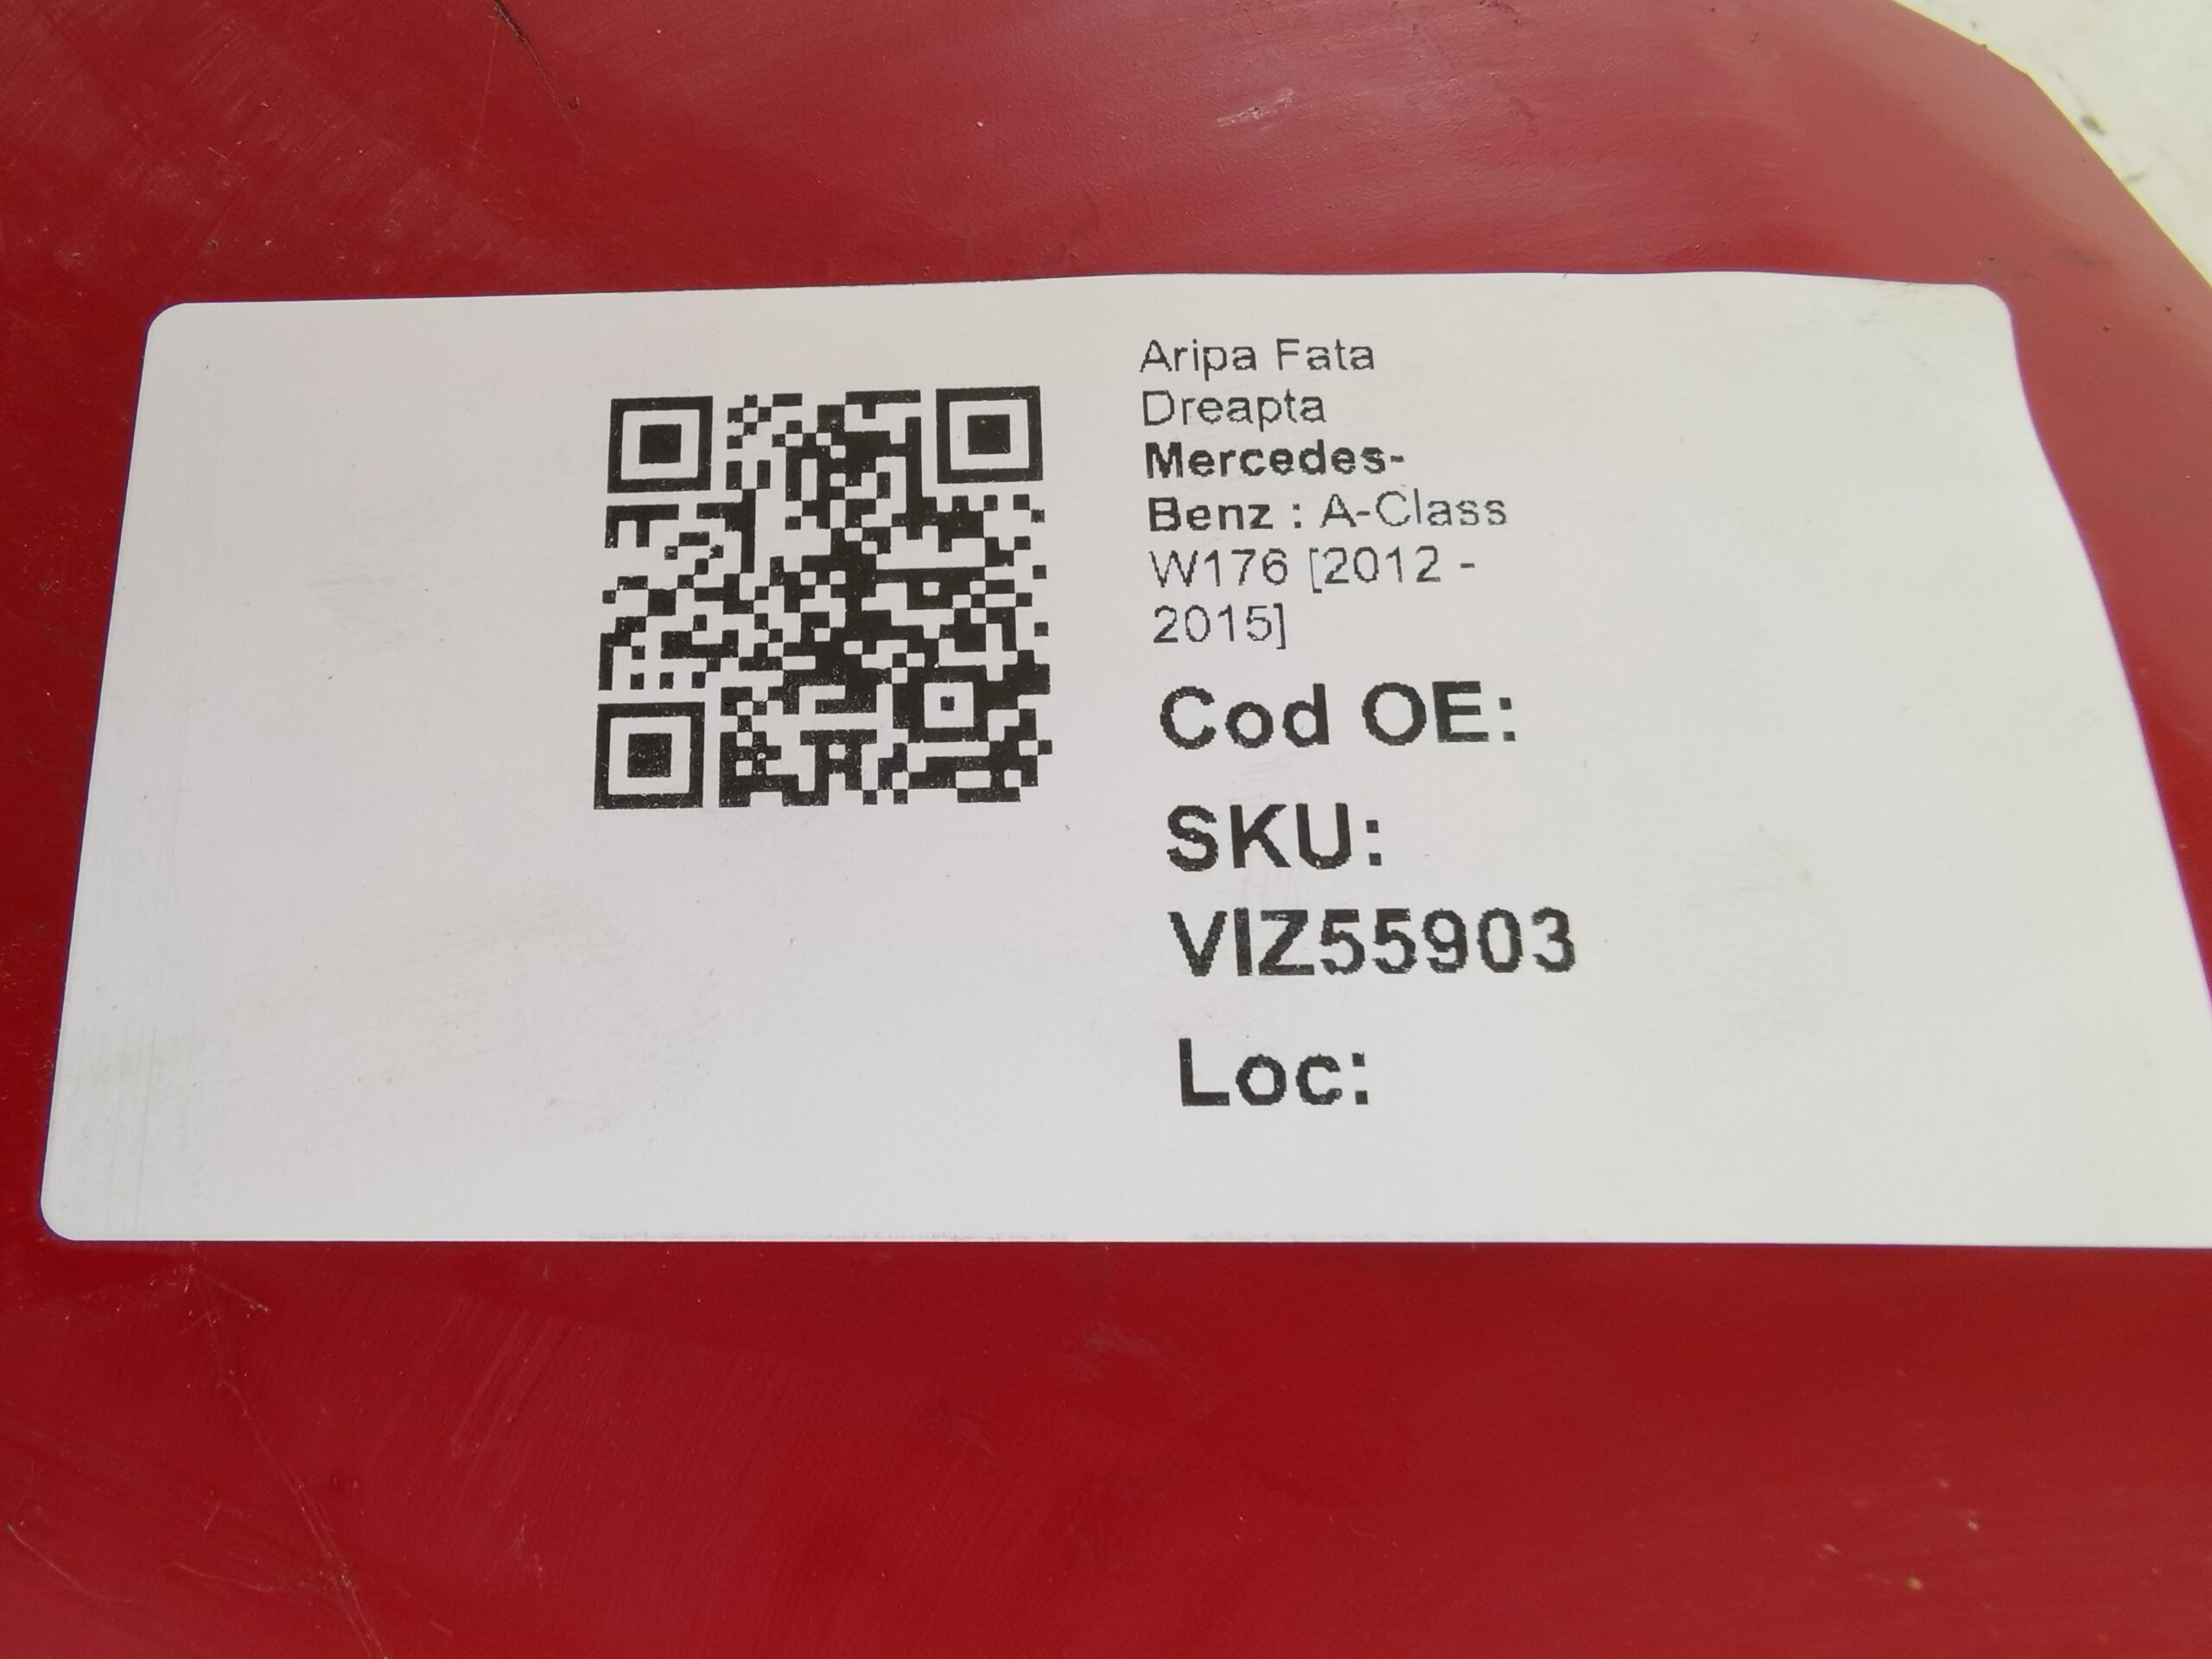 Aripa Fata
Dreapta
Mercedes-
Benz : A-Class
W176 [2012 -
2015]
Cod OE:
SKU:
VIZ55903
Loc: